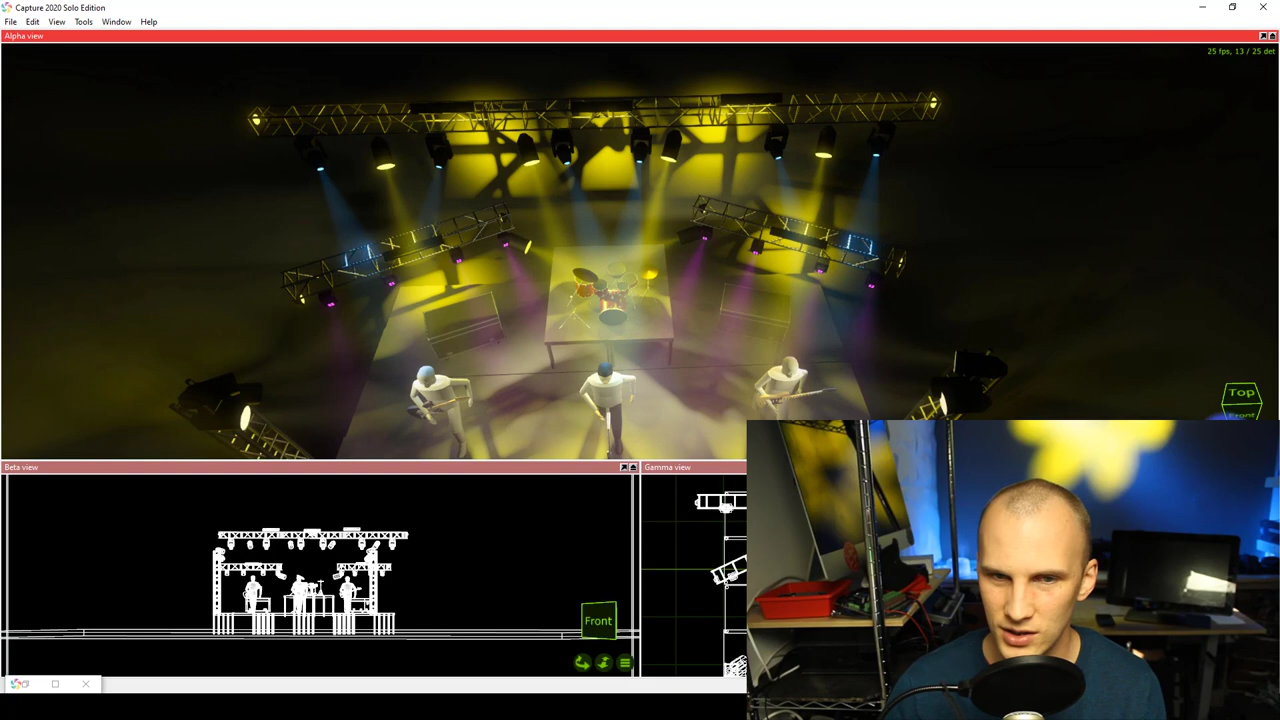 Capture 2020 Solo Edition
File Edit View Tools Window Help
Alpha view
25 fps, 13 / 25 det
Top
Front
Beta view
Gamma view
Front